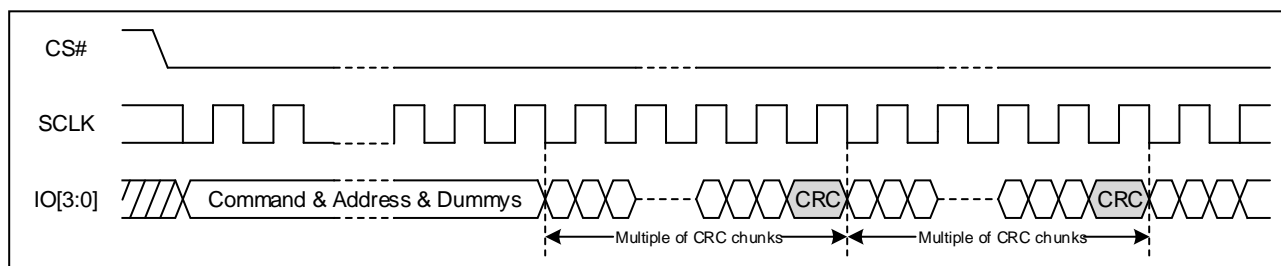 CS#
SCLK
IO[3:0]
Command & Address & Dummys
CRC
CRC
Multiple of CRC chunks
Multiple of CRC chunks